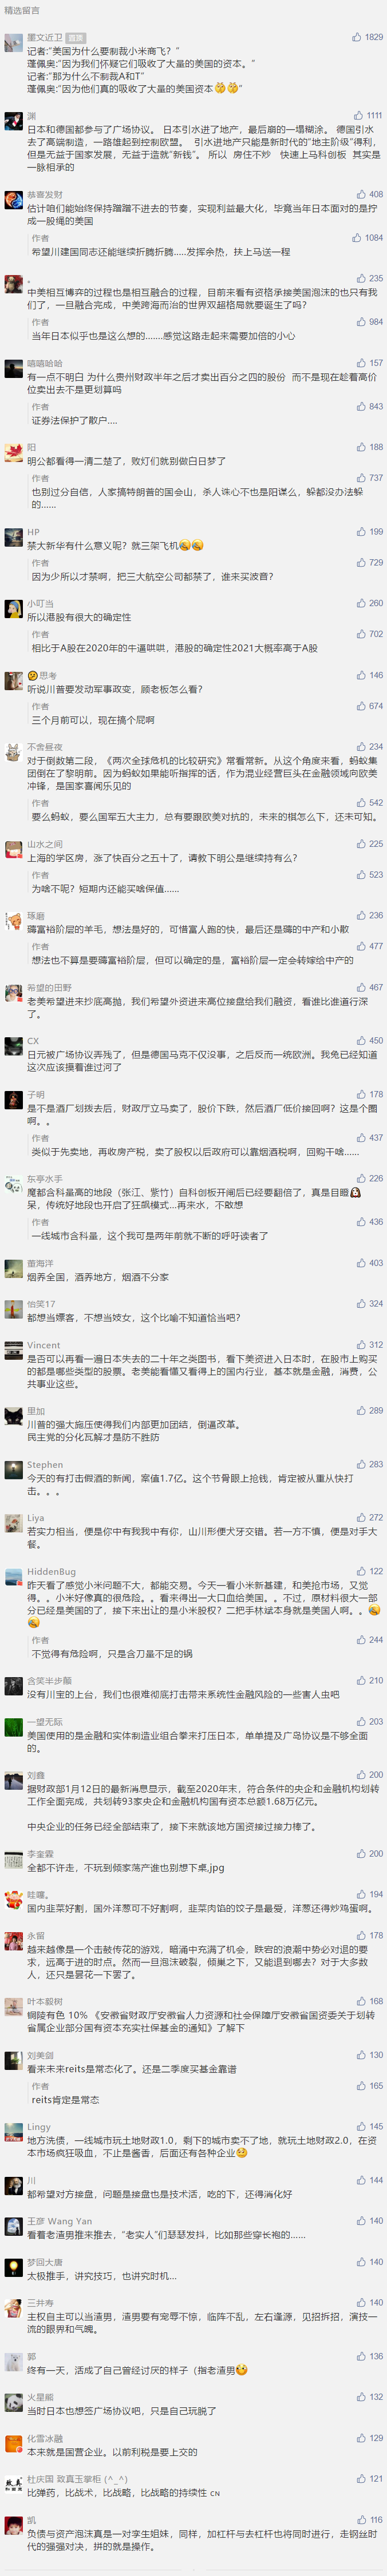 精选留言
墨文近卫 置顶
1829
记者:“美国为什么要制裁小米商飞？”
蓬佩奥:“因为我们怀疑它们吸收了大量的美国的资本。”
记者:“那为什么不制裁A和T”
蓬佩奥:“因为他们真的吸收了大量的美国资本”
渊
1111
日本和德国都参与了广场协议。 日本引水进了地产，最后崩的一塌糊涂。 德国引水
去了高端制造，一路雄起到控制欧盟。 引水进地产只能是新时代的“地主阶级”得利，
但是无益于国家发展，无益于造就“新钱”。 所以 房住不炒 快速上马科创板 其实是
一脉相承的
恭喜发财
408
估计咱们能始终保持蹭蹭不进去的节奏，实现利益最大化，毕竟当年日本面对的是拧
成一股绳的美国
作者
1084
希望川建国同志还能继续折腾折腾.....发挥余热，扶上马送一程
。
235
中美相互博弈的过程也是相互融合的过程，目前来看有资格承接美国泡沫的也只有我
们了，一旦融合完成，中美跨海而治的世界双超格局就要诞生了吗？
作者
984
当年日本似乎也是这么想的.......感觉这路走起来需要加倍的小心
嘻嘻哈哈
157
有一点不明白 为什么贵州财政半年之后才卖出百分之四的股份 而不是现在趁着高价
位卖出去不是更划算吗
作者
843
证券法保护了散户....
阳
188
明公都看得一清二楚了，败灯们就别做白日梦了
作者
737
也别过分自信，人家搞特朗普的国会山，杀人诛心不也是阳谋么，躲都没办法躲
的......
HP
199
禁大新华有什么意义呢？就三架飞机
作者
729
因为少所以才禁啊，把三大航空公司都禁了，谁来买波音？
小叮当
260
所以港股有很大的确定性
作者
702
相比于A股在2020年的牛逼哄哄，港股的确定性2021大概率高于A股
思考
146
听说川普要发动军事政变，顾老板怎么看？
作者
674
三个月前可以，现在搞个屁啊
不舍昼夜
234
对于倒数第二段，《两次全球危机的比较研究》常看常新。从这个角度来看，蚂蚁集
团倒在了黎明前。因为蚂蚁如果能听指挥的话，作为混业经营巨头在金融领域向欧美
冲锋，是国家喜闻乐见的
作者
542
要么蚂蚁，要么国军五大主力，总有要跟欧美对抗的，未来的棋怎么下，还未可知。
山水之间
225
上海的学区房，涨了快百分之五十了，请教下明公是继续持有么？
作者
523
为啥不呢？短期内还能买啥保值......
琢磨
236
薅富裕阶层的羊毛，想法是好的，可惜富人跑的快，最后还是薅的中产和小散
作者
477
想法也不算是要薅富裕阶层，但可以确定的是，富裕阶层一定会转嫁给中产的
希望的田野
467
老美希望进来抄底高抛，我们希望外资进来高位接盘给我们融资，看谁比谁道行深
了。
CX
450
日元被广场协议弄残了，但是德国马克不仅没事，之后反而一统欧洲。我兔已经知道
这次应该摸着谁过河了
子明
178
是不是酒厂划拨去后，财政厅立马卖了，股价下跌，然后酒厂低价接回啊？这是个圈
啊。。
作者
437
类似于先卖地，再收房产税，卖了股权以后政府可以靠烟酒税啊，回购干啥......
东亭水手
226
魔都含科量高的地段（张江、紫竹）自科创板开闸后已经要翻倍了，真是目瞪
呆，传统好地段也开启了狂飙模式...再来水，不敢想
作者
436
一线城市含科量，这个我可是两年前就不断的呼吁读者了
董海洋
403
烟养全国，酒养地方，烟酒不分家
怡笑17
324
都想当嫖客，不想当妓女，这个比喻不知道恰当吧？
Vincent
312
是否可以再看一遍日本失去的二十年之类图书，看下美资进入日本时，在股市上购买
的都是哪些类型的股票。老美能看懂又看得上的国内行业，基本就是金融，消费，公
共事业这些。
里加
289
川普的强大施压使得我们内部更加团结，倒逼改革。
民主党的分化瓦解才是防不胜防
Stephen
283
今天的有打击假酒的新闻，案值1.7亿。这个节骨眼上抢钱，肯定被从重从快打
击。。。
Liya
272
若实力相当，便是你中有我我中有你，山川形便犬牙交错。若一方不慎，便是对手大
餐。
HiddenBug
122
昨天看了感觉小米问题不大，都能交易。今天一看小米新基建，和美抢市场，又觉
得。。小米好像真的很危险。。看来得出一大口血给美国。。不过，原材料很大一部
分已经是美国的了，接下来出让的是小米股权？二把手林斌本身就是美国人啊。。
作者
244
不觉得有危险啊，只是含刀量不足的锅
含笑半步颠
210
没有川宝的上台，我们也很难彻底打击带来系统性金融风险的一些害人虫吧
一望无际
203
美国使用的是金融和实体制造业组合拳来打压日本，单单提及广岛协议是不够全面
的。
刘鑫
200
据财政部1月12日的最新消息显示，截至2020年末，符合条件的央企和金融机构划转
工作全面完成，共划转93家央企和金融机构国有资本总额1.68万亿元。
中央企业的任务已经全部结束了，接下来就该地方国资接过接力棒了。
李奎霖
200
全都不许走，不玩到倾家荡产谁也别想下桌.jpg
哇噻。
194
国内韭菜好割，国外洋葱可不好割啊，韭菜肉馅的饺子是最爱，洋葱还得炒鸡蛋啊。
永留
178
越来越像是一个击鼓传花的游戏，暗涌中充满了机会，跌宕的浪潮中势必对退的要
求，远高于进的时点。然而一旦泡沫破裂，倾巢之下，又能退到哪去？对于大多数
人，还只是昙花一下罢了。
叶本毅树
168
铜陵有色 10% 《安徽省财政厅安徽省人力资源和社会保障厅安徽省国资委关于划转
省属企业部分国有资本充实社保基金的通知》了解下
刘美剑
130
看来未来reits是常态化了。还是二季度买基金靠谱
作者
165
reits肯定是常态
Lingy
145
地方洗债，一线城市玩土地财政1.0，剩下的城市卖不了地，就玩土地财政2.0，在资
本市场疯狂吸血，不止是酱香，后面还有各种企业
川
144
都希望对方接盘，问题是接盘也是技术活，吃的下，还得消化好
王彦 Wang Yan
140
看着老渣男推来推去，“老实人”们瑟瑟发抖，比如那些穿长袍的......
梦回大唐
140
太极推手，讲究技巧，也讲究时机...
三井寿
140
主权自主可以当渣男，渣男要有宠辱不惊，临阵不乱，左右逢源，见招拆招，演技一
流的眼界和气魄。
郭
136
终有一天，活成了自己曾经讨厌的样子（指老渣男
火星熊
132
当时日本也想签广场协议吧，只是自己玩脱了
化雪冰融
129
本来就是国营企业。以前利税是要上交的
杜庆国 致真玉掌柜 (^_^)
121
比弹药，比战术，比战略，比战略的持续性 CN
凯
116
负债与资产泡沫真是一对孪生姐妹，同样，加杠杆与去杠杆也将同时进行，走钢丝时
代的强强对决，拼的就是操作。